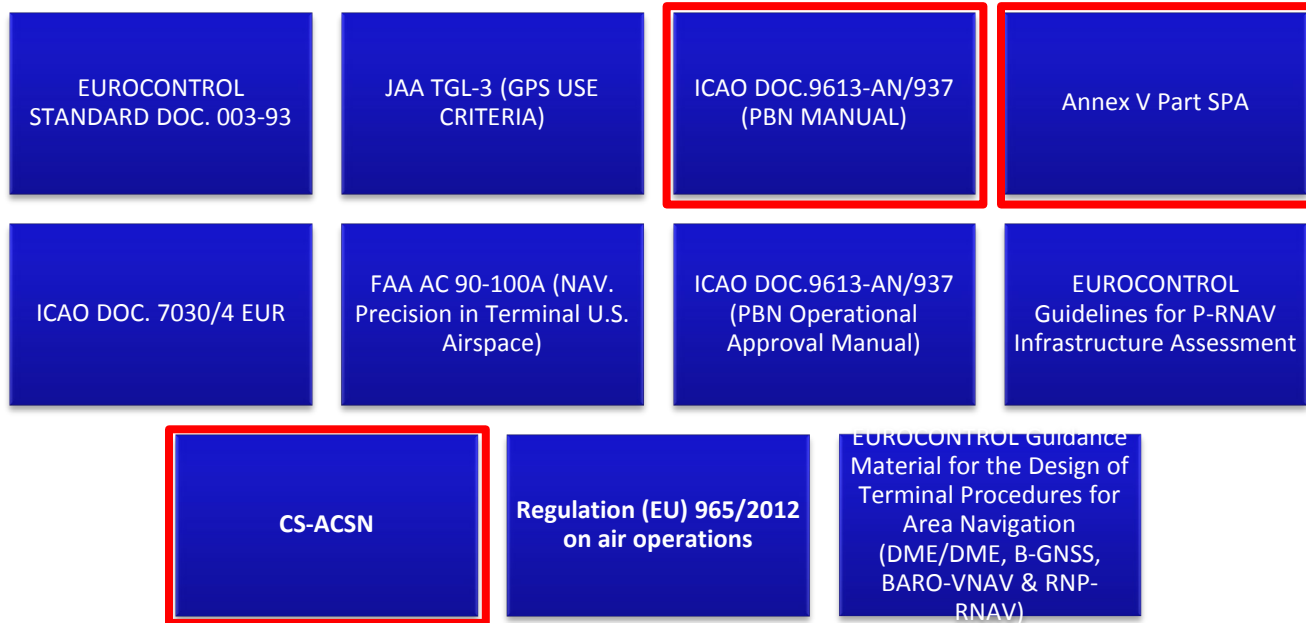 EUROCONTROL
STANDARD DOC. 003-93
JAA TGL-3 (GPS USE
CRITERIA)
ICAO DOC.9613-AN/937
(PBN MANUAL)
Annex V Part SPA
ICAO DOC. 7030/4 EUR
FAA AC 90-100A (NAV.
Precision in Terminal U.S.
Airspace)
ICAO DOC.9613-AN/937
(PBN Operational
Approval Manual)
EUROCONTROL
Guidelines for P-RNAV
Infrastructure Assessment
CS-ACSN
Regulation (EU) 965/2012
on air operations
EUROCONTROL Guidance
Material for the Design of
Terminal Procedures for
Area Navigation
(DME/DME, B-GNSS,
BARO-VNAV & RNP-
RNAV)